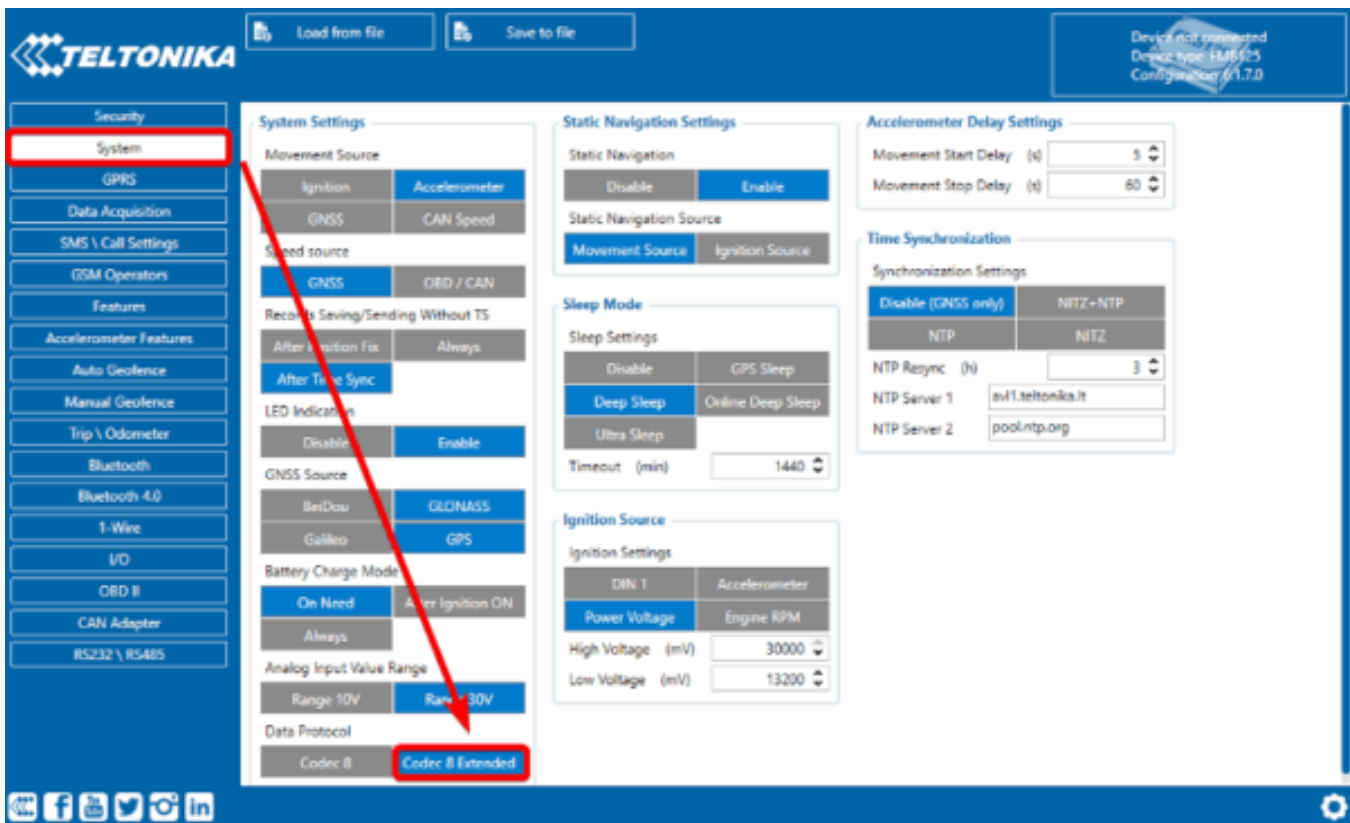 TELTONIKA
Load from file
Save to file
Device not connected
Device type: FMB125
Configuration: 6.1.7.0
Security
System
GPRS
Data Acquisition
SMS \ Call Settings
GSM Operators
Features
Accelerometer Features
Auto Geofence
Manual Geofence
Trip \ Odometer
Bluetooth
Bluetooth 4.0
1-Wire
I/O
OBD II
CAN Adapter
RS232 \ RS485
System Settings
Movement Source
Ignition Accelerometer
GNSS CAN Speed
Speed source
GNSS OBD / CAN
Records Saving/Sending Without TS
After Position Fix Always
After Time Sync
LED Indication
Disable Enable
GNSS Source
BeiDou GLONASS
Galileo GPS
Battery Charge Mode
On Need After Ignition ON
Always
Analog Input Value Range
Range 10V Range 30V
Data Protocol
Codec 8 Codec 8 Extended
Static Navigation Settings
Static Navigation
Disable Enable
Static Navigation Source
Movement Source Ignition Source
Sleep Mode
Sleep Settings
Disable GPS Sleep
Deep Sleep Online Deep Sleep
Ultra Sleep
Timeout (min) 1440
Ignition Source
Ignition Settings
DIN 1 Accelerometer
Power Voltage Engine RPM
High Voltage (mV) 30000
Low Voltage (mV) 13200
Accelerometer Delay Settings
Movement Start Delay (s) 5
Movement Stop Delay (s) 60
Time Synchronization
Synchronization Settings
Disable (GNSS only) NITZ+NTP
NTP NITZ
NTP Resync (h) 3
NTP Server 1 avl1.teltonika.lt
NTP Server 2 pool.ntp.org